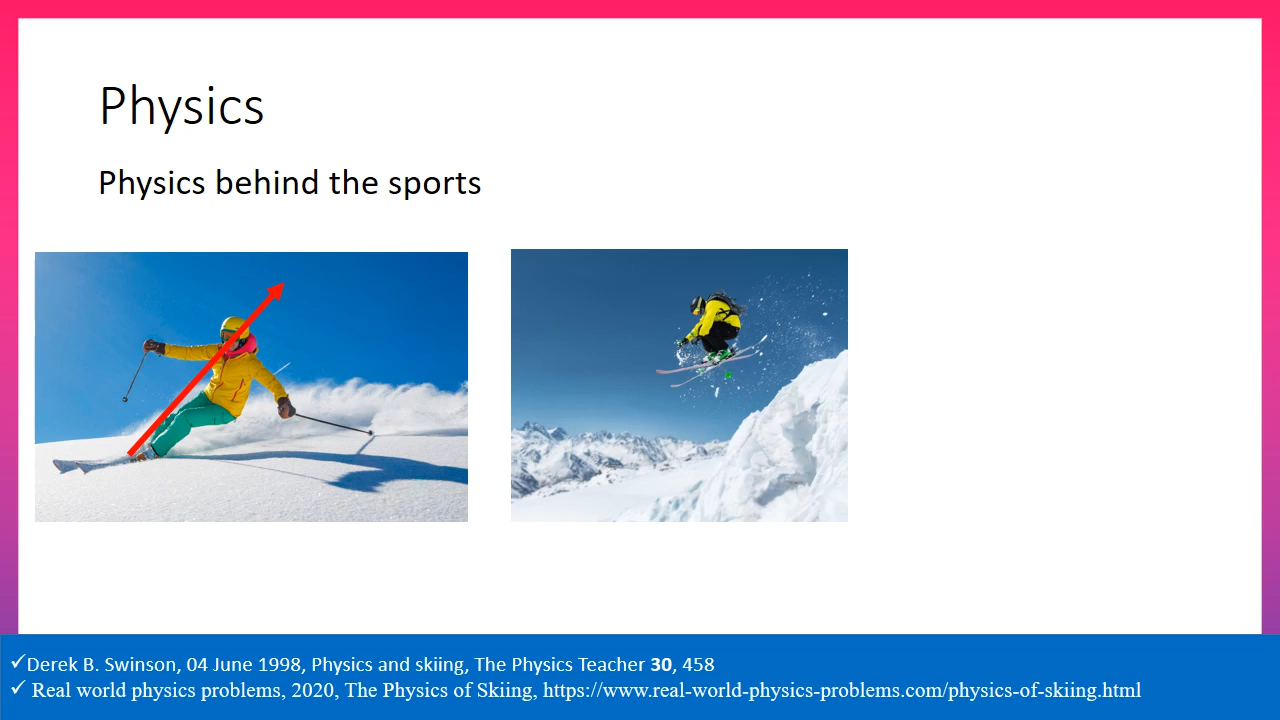 Physics
Physics behind the sports
✓Derek B. Swinson, 04 June 1998, Physics and skiing, The Physics Teacher 30, 458
✓ Real world physics problems, 2020, The Physics of Skiing, https://www.real-world-physics-problems.com/physics-of-skiing.html